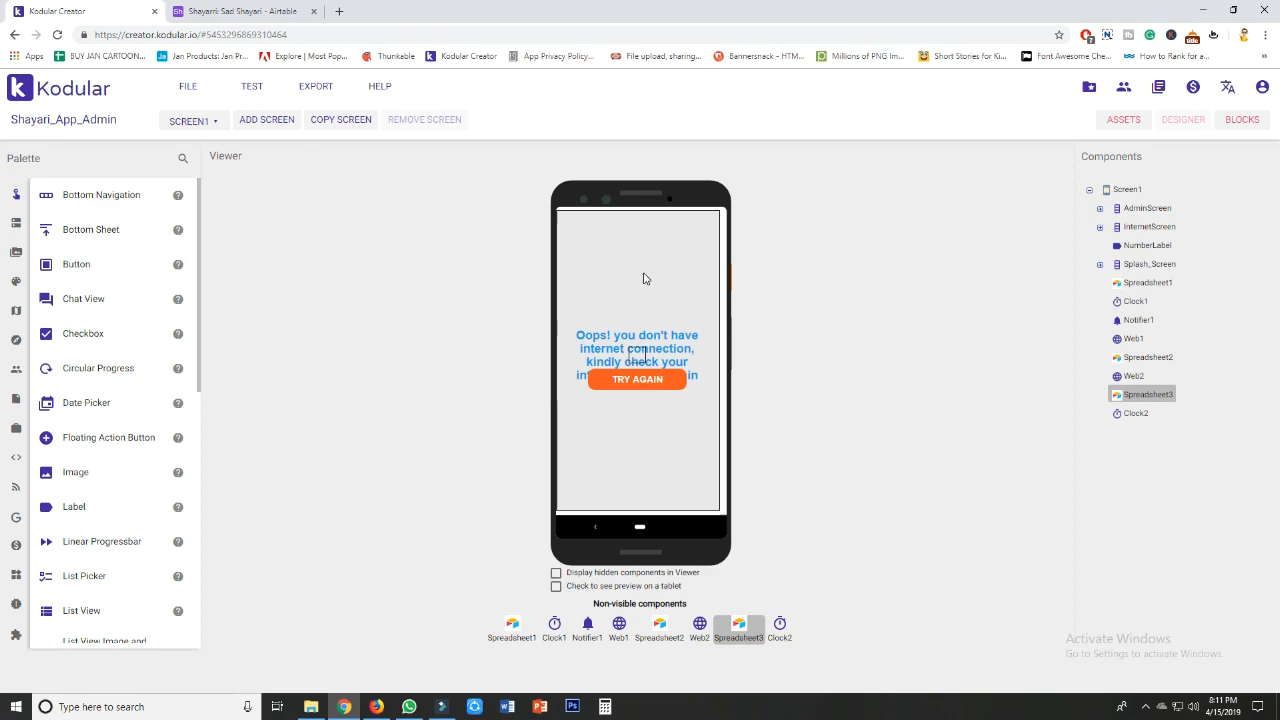 Kodular Creator
Shayarri: Sad Shayari - Airtable
https://creator.kodular.io/#5453296869310464
Apps
BUY JAN CARTOON...
Jan Products: Jan Pr...
Explore | Most Pop...
Thunkable
Kodular Creator
App Privacy Policy...
File upload, sharing...
Bannersnack - HTM...
Millions of PNG Im...
Short Stories for Ki...
Font Awesome Che...
How to Rank for a...
Kodular
FILE
TEST
EXPORT
HELP
Shayari_App_Admin
SCREEN1
ADD SCREEN
COPY SCREEN
REMOVE SCREEN
ASSETS
DESIGNER
BLOCKS
Palette
Viewer
Components
Bottom Navigation
Bottom Sheet
Button
Chat View
Checkbox
Circular Progress
Date Picker
Floating Action Button
Image
Label
Linear Progressbar
List Picker
List View
List View Image and
Oops! you don't have
internet connection,
kindly check your
TRY AGAIN
Display hidden components in Viewer
Check to see preview on a tablet
Non-visible components
Spreadsheet1
Clock1
Notifier1
Web1
Spreadsheet2
Web2
Spreadsheet3
Clock2
Screen1
AdminScreen
InternetScreen
NumberLabel
Splash_Screen
Spreadsheet1
Clock1
Notifier1
Web1
Spreadsheet2
Web2
Spreadsheet3
Clock2
Activate Windows
Go to Settings to activate Windows.
Type here to search
8:11 PM
4/15/2019